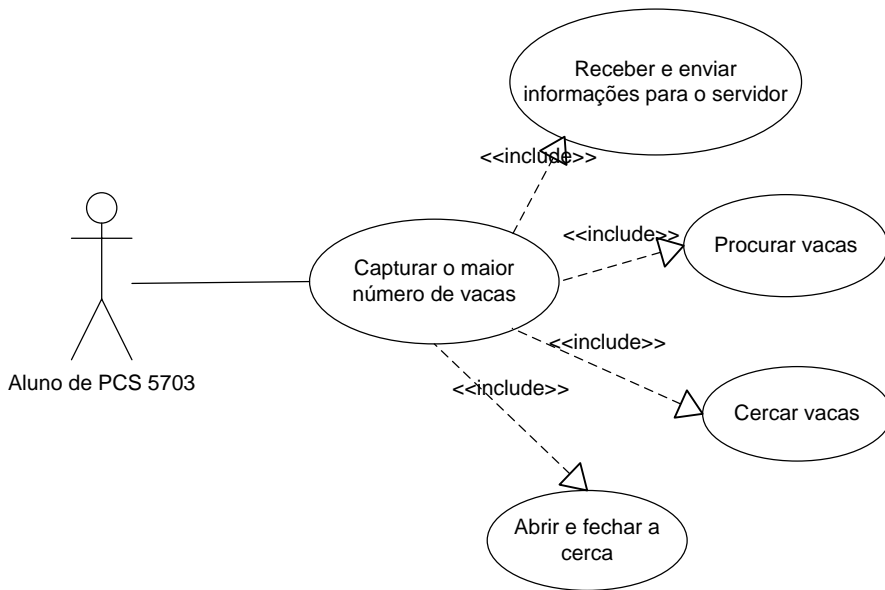 Receber e enviar
informações para o servidor
<<include>>
<<include>>
Procurar vacas
Capturar o maior
número de vacas
<<include>>
<<include>>
Aluno de PCS 5703
Cercar vacas
Abrir e fechar a
cerca